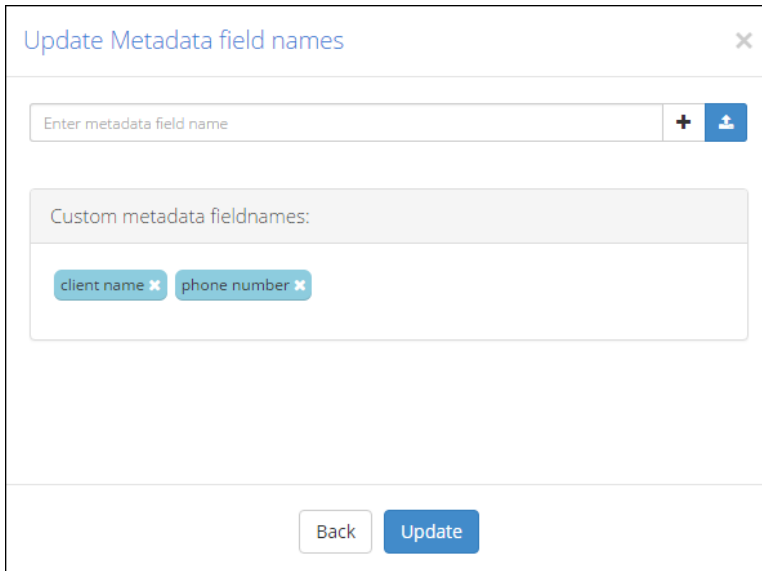 Update Metadata field names
Enter metadata field name
Custom metadata fieldnames:
client name phone number
Back Update